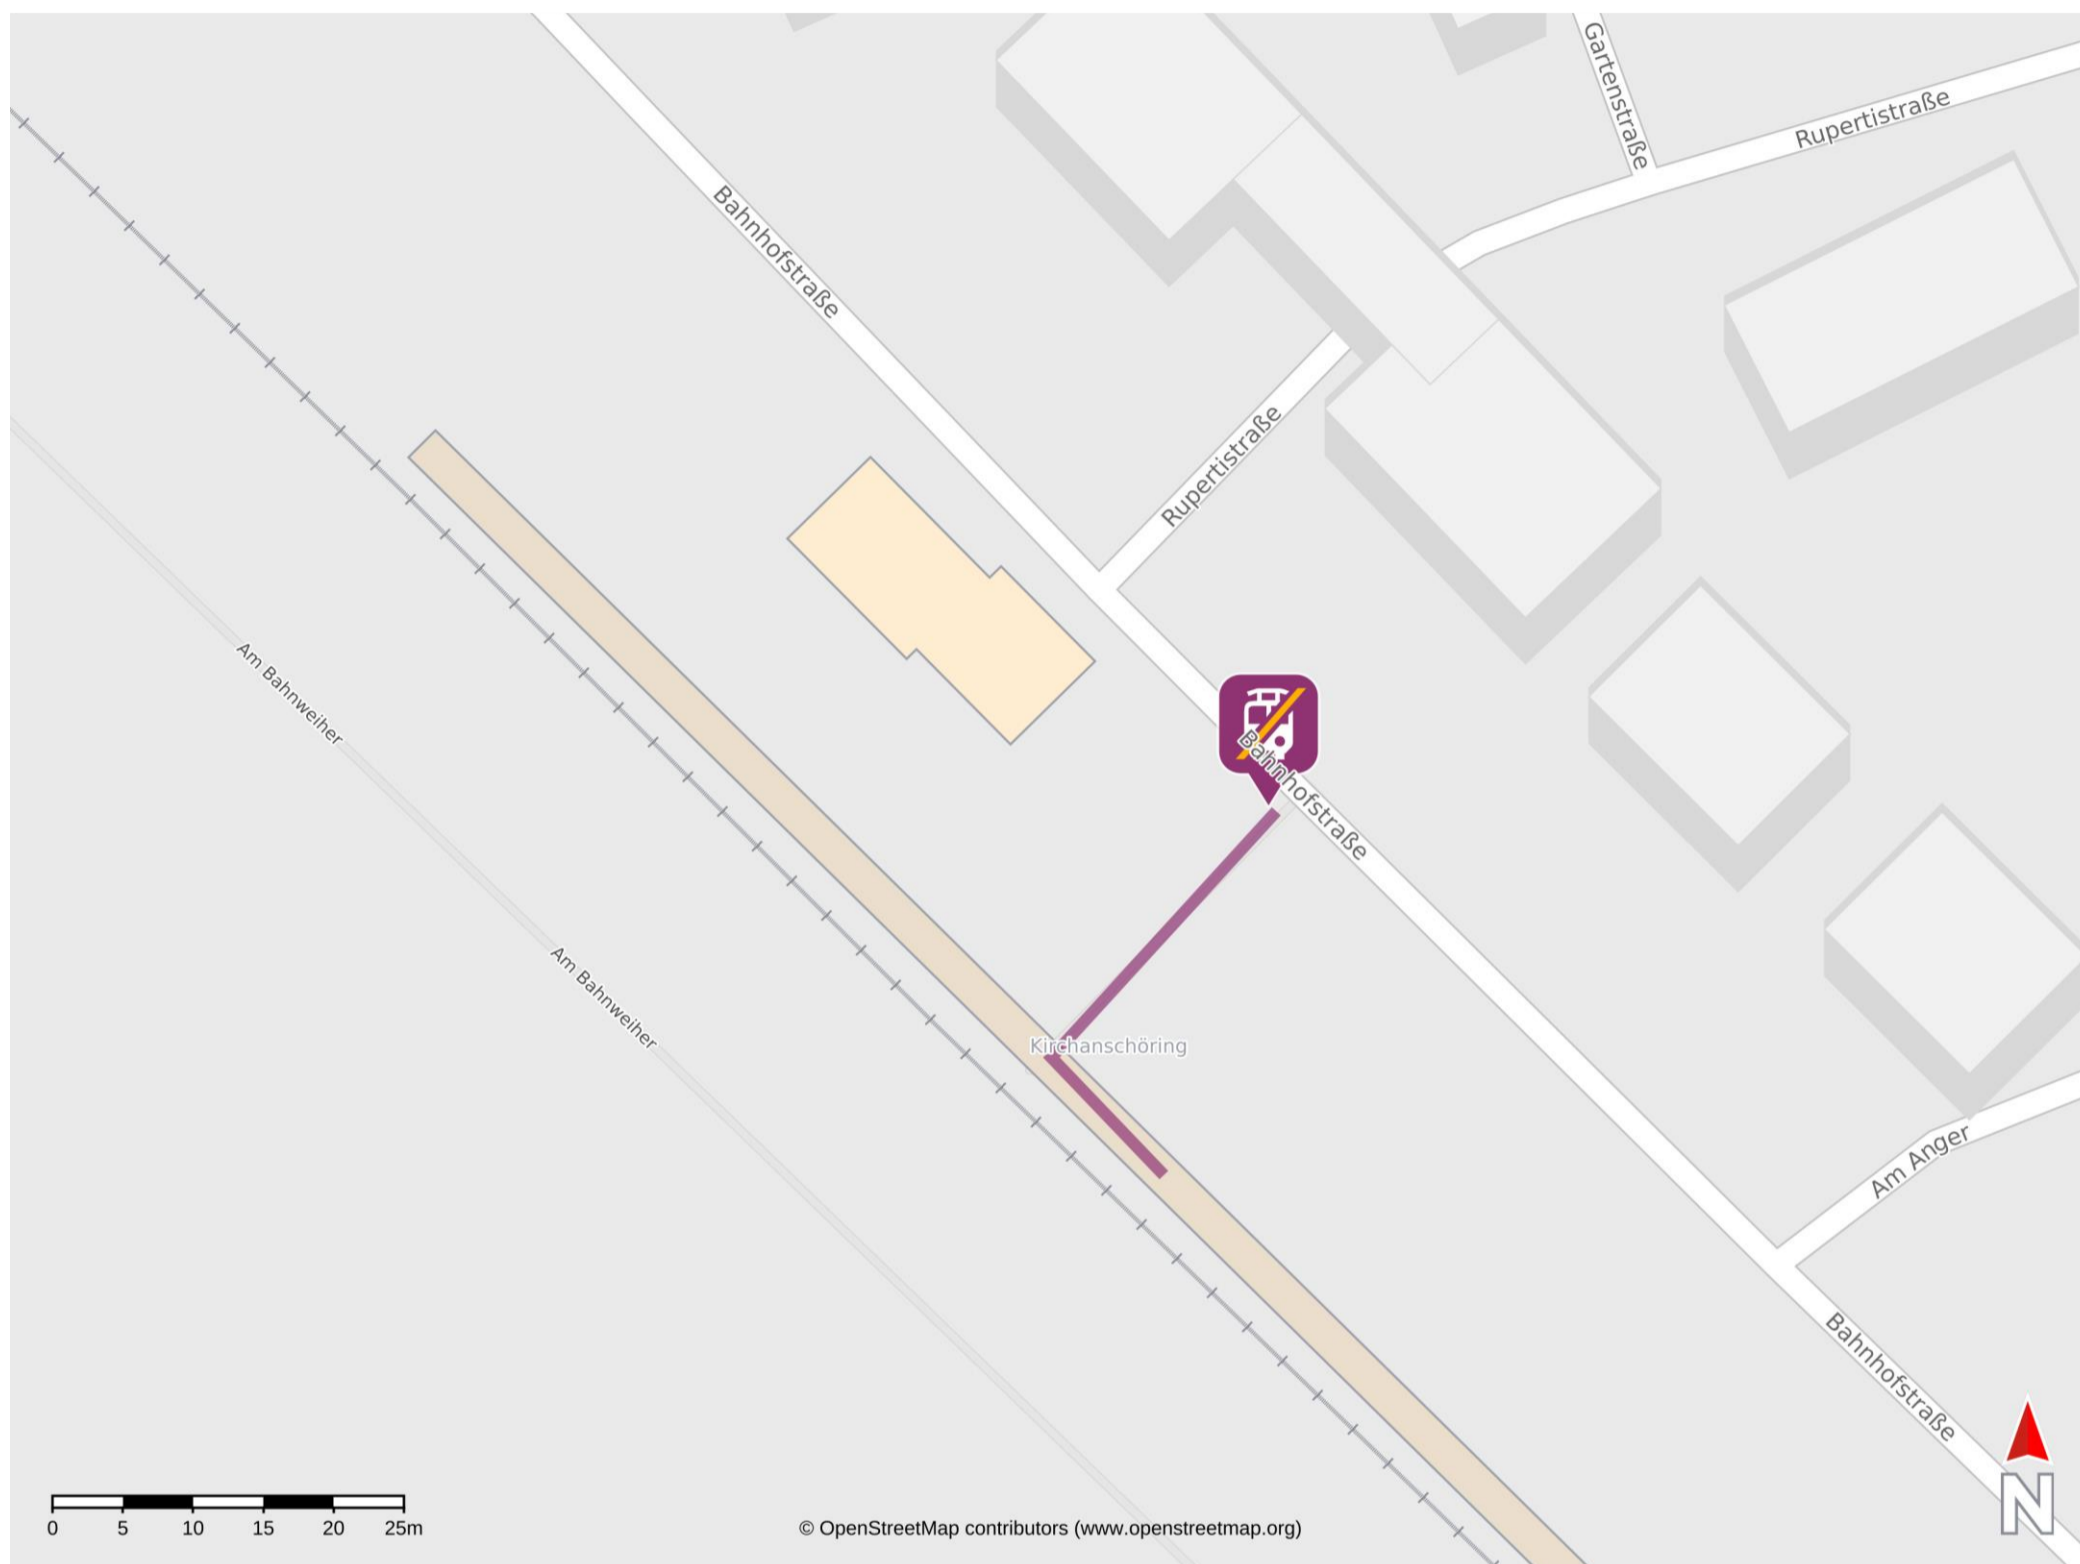 Gartenstraße
Rupertistraße
Bahnhofstraße
Rupertistraße
Am Bahnweiher
Bahnhofstraße
Am Bahnweiher
Kirchanschöring
Am Anger
Bahnhofstraße
N
0 5 10 15 20 25m
© OpenStreetMap contributors (www.openstreetmap.org)